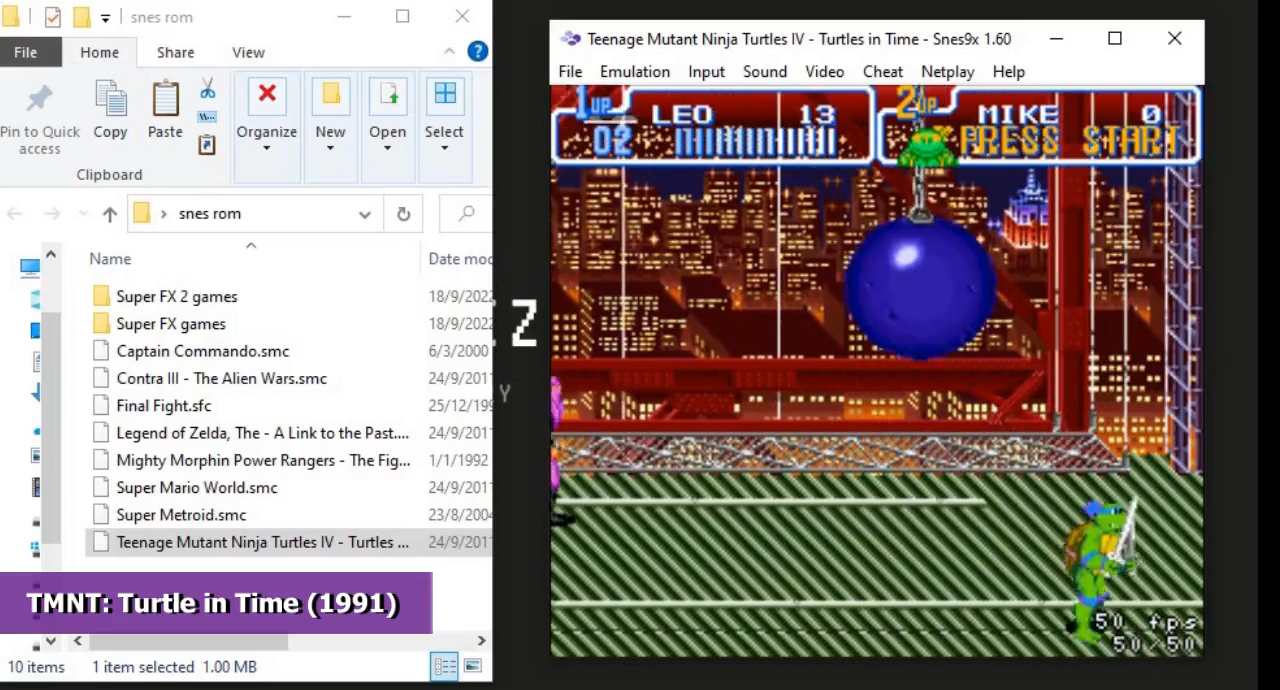 snes rom
File Home Share View
Pin to Quick access
Copy
Paste
Organize
New
Open
Select
Clipboard
snes rom
Name Date mod
Super FX 2 games 18/9/2022
Super FX games 18/9/2022
Captain Commando.smc 6/3/2000
Contra III - The Alien Wars.smc 24/9/201
Final Fight.sfc 25/12/199
Legend of Zelda, The - A Link to the Past.... 24/9/201
Mighty Morphin Power Rangers - The Fig... 1/1/1992
Super Mario World.smc 24/9/201
Super Metroid.smc 23/8/2004
Teenage Mutant Ninja Turtles IV - Turtles ... 24/9/201
TMNT: Turtle in Time (1991)
10 items 1 item selected 1.00 MB
Z
Y
Teenage Mutant Ninja Turtles IV - Turtles in Time - Snes9x 1.60
File Emulation Input Sound Video Cheat Netplay Help
1UP LEO 13
02
2UP MIKE 0
PRESS START
50 fps
50/50